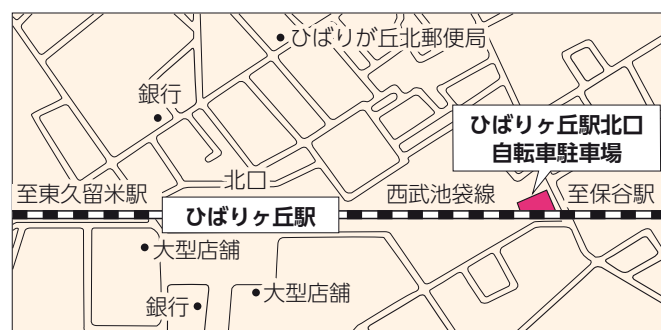 ひばりが丘北郵便局
銀行
ひばりヶ丘駅北口
自転車駐車場
北口
至東久留米駅
西武池袋線
至保谷駅
ひばりヶ丘駅
大型店舗
大型店舗
銀行